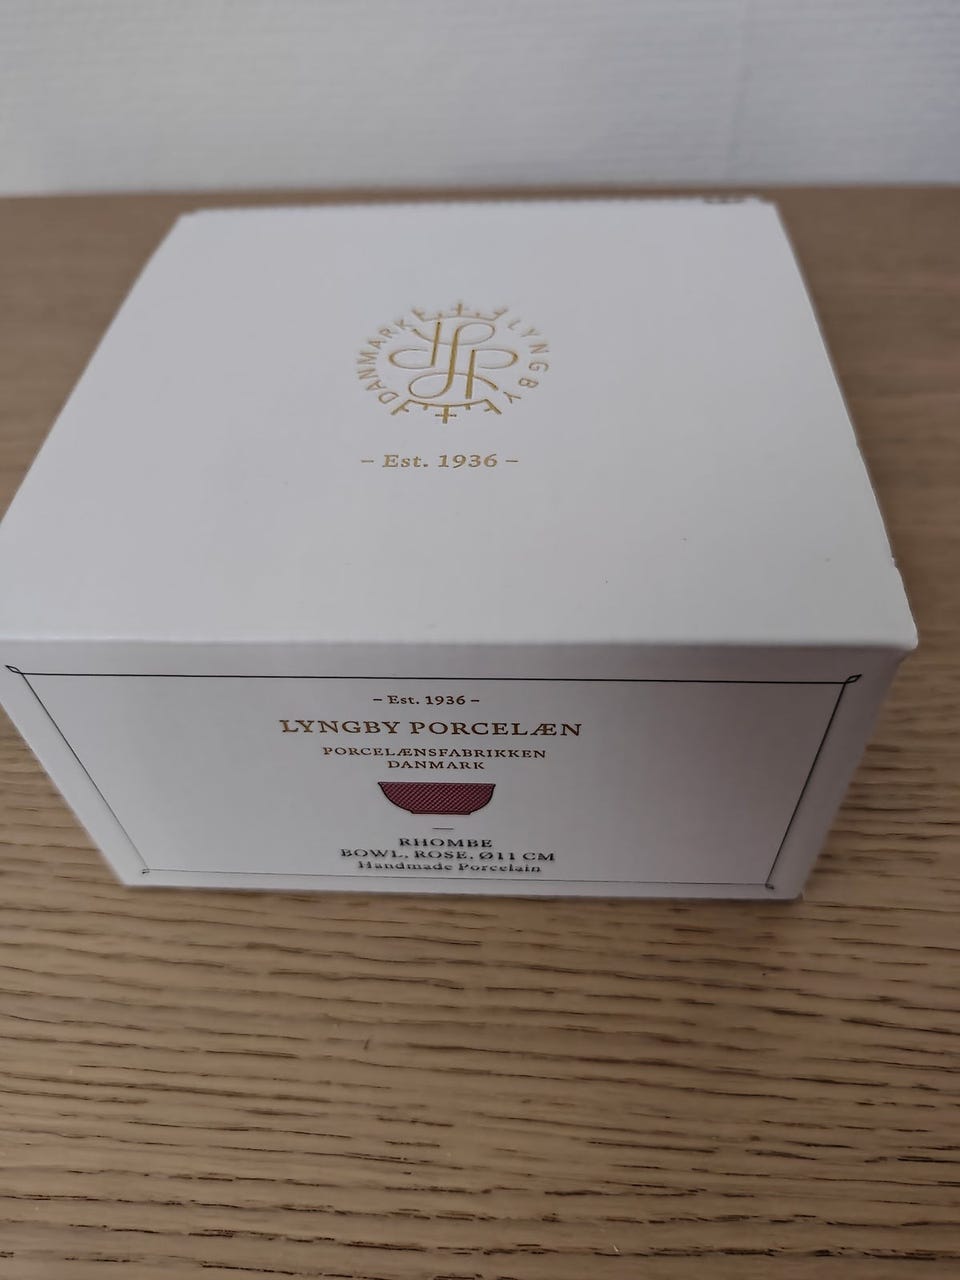 DANMARK LYNGBY
– Est. 1936 –
– Est. 1936 –
LYNGBY PORCELÆN
PORCELÆNSFABRIKKEN
DANMARK
RHOMBE
BOWL, ROSE, Ø11 CM
Handmade Porcelain